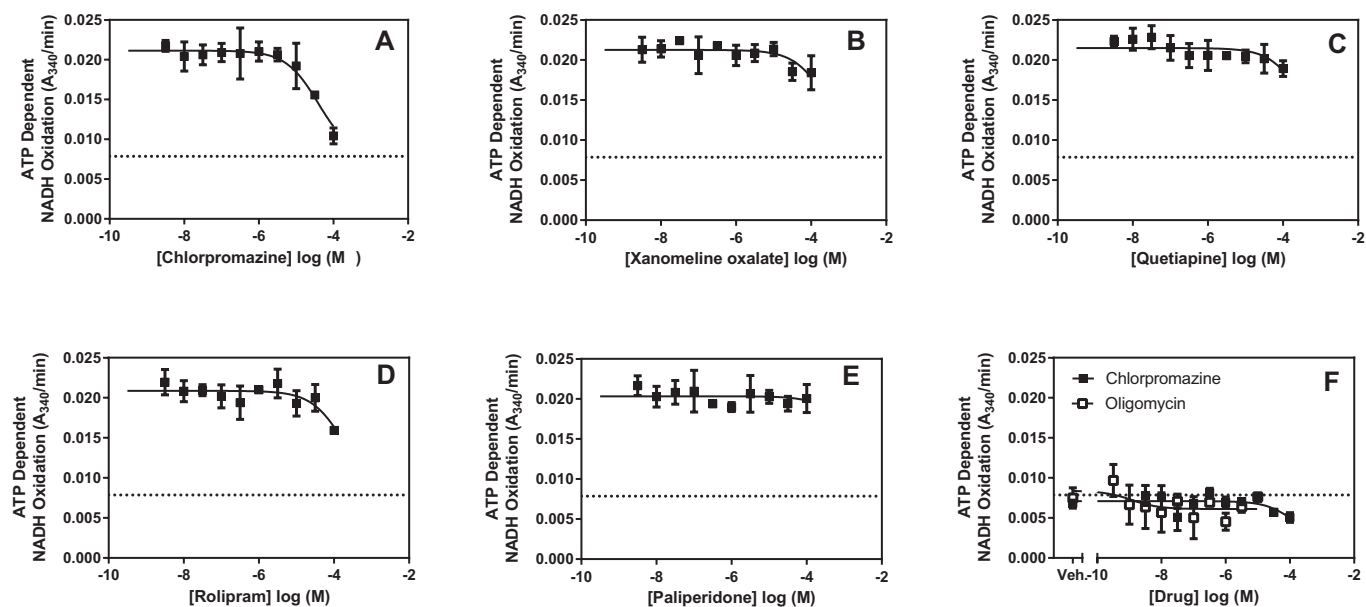 A
ATP Dependent
NADH Oxidation (A340/min)
0.025
0.020
0.015
0.010
0.005
0.000
-10 -8 -6 -4 -2
[Chlorpromazine] log (M )
B
ATP Dependent
NADH Oxidation (A340/min)
0.025
0.020
0.015
0.010
0.005
0.000
-10 -8 -6 -4 -2
[Xanomeline oxalate] log (M)
C
ATP Dependent
NADH Oxidation (A340/min)
0.025
0.020
0.015
0.010
0.005
0.000
-10 -8 -6 -4 -2
[Quetiapine] log (M)
D
ATP Dependent
NADH Oxidation (A340/min)
0.025
0.020
0.015
0.010
0.005
0.000
-10 -8 -6 -4 -2
[Rolipram] log (M)
E
ATP Dependent
NADH Oxidation (A340/min)
0.025
0.020
0.015
0.010
0.005
0.000
-10 -8 -6 -4 -2
[Paliperidone] log (M)
F
ATP Dependent
NADH Oxidation (A340/min)
0.025
0.020
0.015
0.010
0.005
0.000
Chlorpromazine
Oligomycin
Veh. -10 -8 -6 -4 -2
[Drug] log (M)